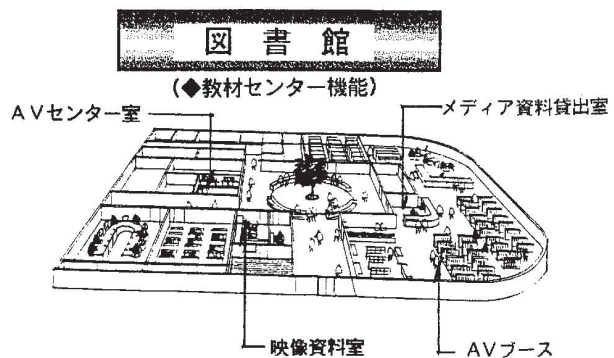 図書館
(◆教材センター機能)
AVセンター室
メディア資料貸出室
映像資料室
AVブース